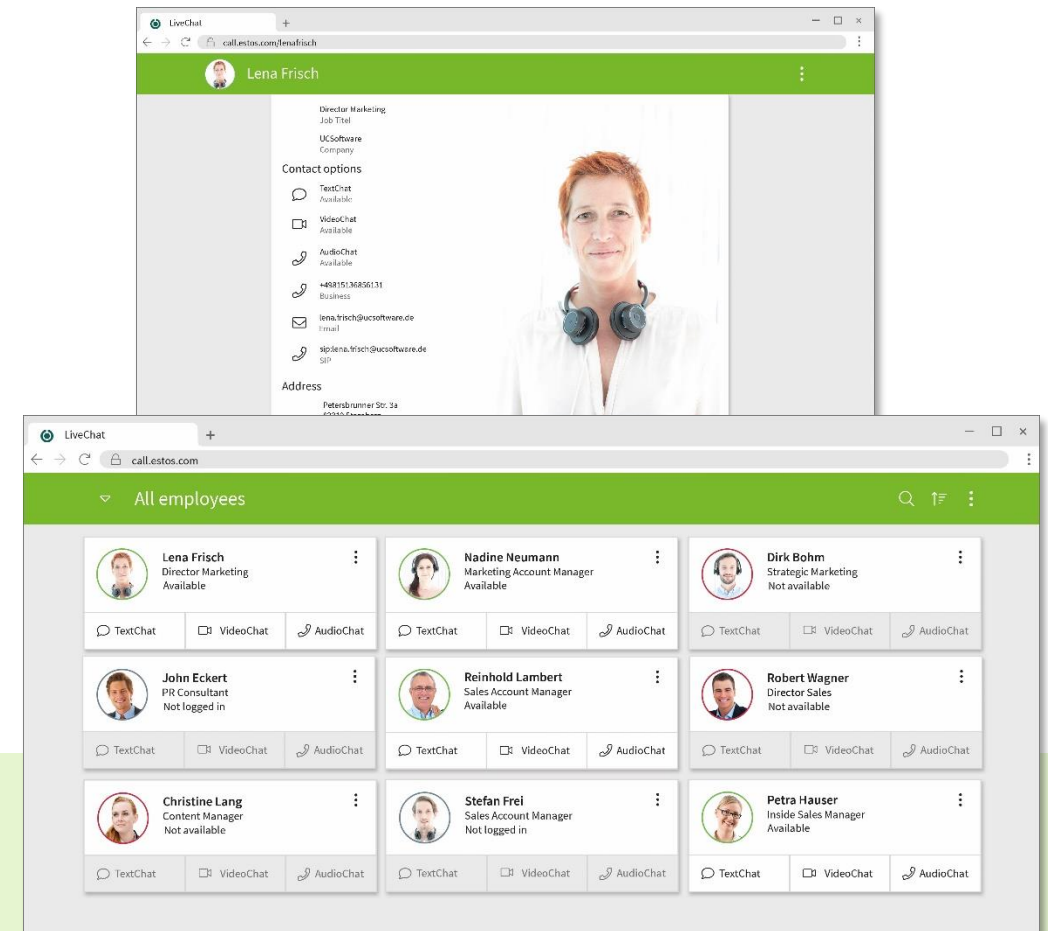 LiveChat
call.estos.com/lenafrisch
Lena Frisch
Director Marketing
Job Titel
UCSoftware
Company
Contact options
TextChat
Available
VideoChat
Available
AudioChat
Available
+49815136856131
Business
lena.frisch@ucsoftware.de
Email
sip:lena.frisch@ucsoftware.de
SIP
Address
Petersbrunner Str. 3a
LiveChat
call.estos.com
All employees
Lena Frisch
Director Marketing
Available
TextChat VideoChat AudioChat
Nadine Neumann
Marketing Account Manager
Available
TextChat VideoChat AudioChat
Dirk Bohm
Strategic Marketing
Not available
TextChat VideoChat AudioChat
John Eckert
PR Consultant
Not logged in
TextChat VideoChat AudioChat
Reinhold Lambert
Sales Account Manager
Available
TextChat VideoChat AudioChat
Robert Wagner
Director Sales
Not available
TextChat VideoChat AudioChat
Christine Lang
Content Manager
Not available
TextChat VideoChat AudioChat
Stefan Frei
Sales Account Manager
Not logged in
TextChat VideoChat AudioChat
Petra Hauser
Inside Sales Manager
Available
TextChat VideoChat AudioChat